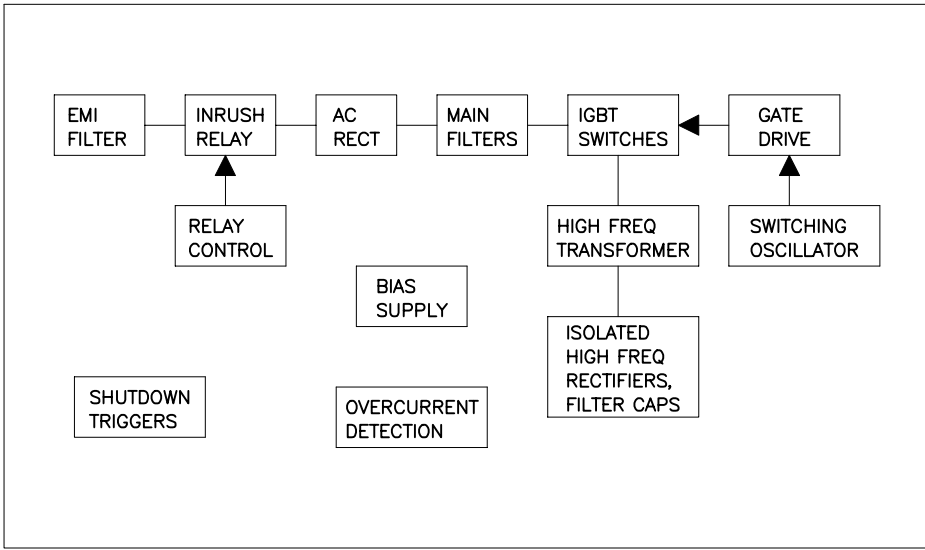 EMI
FILTER
INRUSH
RELAY
AC
RECT
MAIN
FILTERS
IGBT
SWITCHES
GATE
DRIVE
RELAY
CONTROL
HIGH FREQ
TRANSFORMER
SWITCHING
OSCILLATOR
BIAS
SUPPLY
ISOLATED
HIGH FREQ
RECTIFIERS,
FILTER CAPS
SHUTDOWN
TRIGGERS
OVERCURRENT
DETECTION